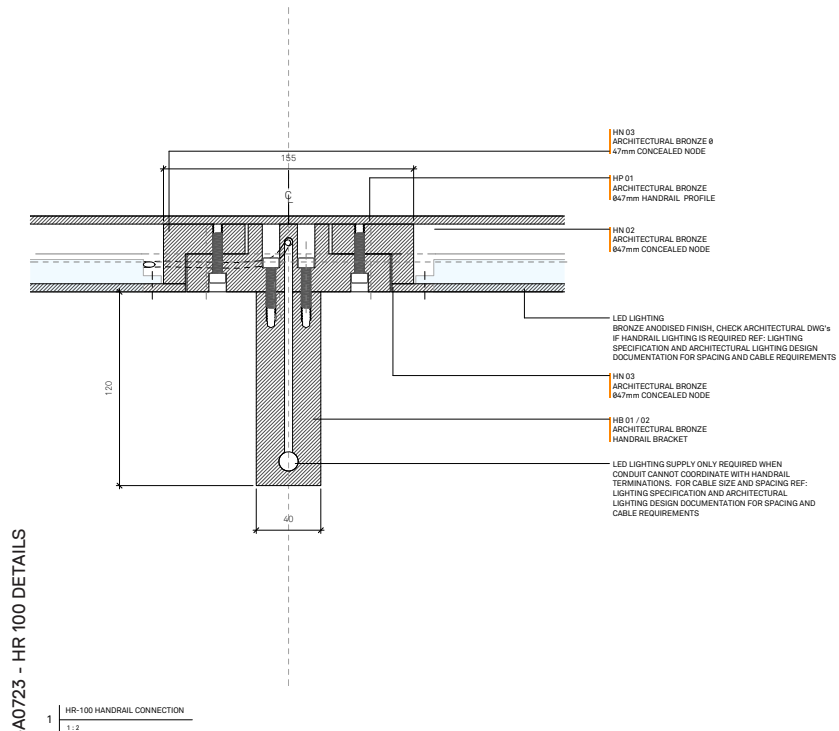 HN 03
ARCHITECTURAL BRONZE Ø
47mm CONCEALED NODE
155
HP 01
ARCHITECTURAL BRONZE
Ø47mm HANDRAIL PROFILE
HN 02
ARCHITECTURAL BRONZE
Ø47mm CONCEALED NODE
LED LIGHTING
BRONZE ANODISED FINISH, CHECK ARCHITECTURAL DWG's
IF HANDRAIL LIGHTING IS REQUIRED REF: LIGHTING
SPECIFICATION AND ARCHITECTURAL LIGHTING DESIGN
DOCUMENTATION FOR SPACING AND CABLE REQUIREMENTS
HN 03
ARCHITECTURAL BRONZE
Ø47mm CONCEALED NODE
120
HB 01 / 02
ARCHITECTURAL BRONZE
HANDRAIL BRACKET
LED LIGHTING SUPPLY ONLY REQUIRED WHEN
CONDUIT CANNOT COORDINATE WITH HANDRAIL
TERMINATIONS. FOR CABLE SIZE AND SPACING REF:
LIGHTING SPECIFICATION AND ARCHITECTURAL
LIGHTING DESIGN DOCUMENTATION FOR SPACING AND
CABLE REQUIREMENTS
40
A0723 - HR 100 DETAILS
1
HR-100 HANDRAIL CONNECTION
1 : 2